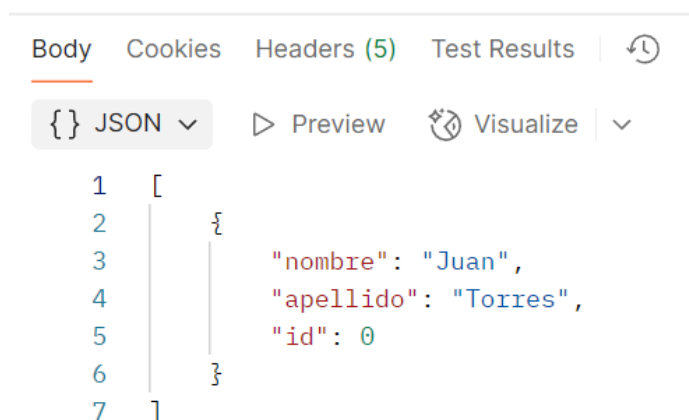 Body Cookies Headers (5) Test Results
{} JSON Preview Visualize
1 [
2 {
3 "nombre": "Juan",
4 "apellido": "Torres",
5 "id": 0
6 }
7 ]